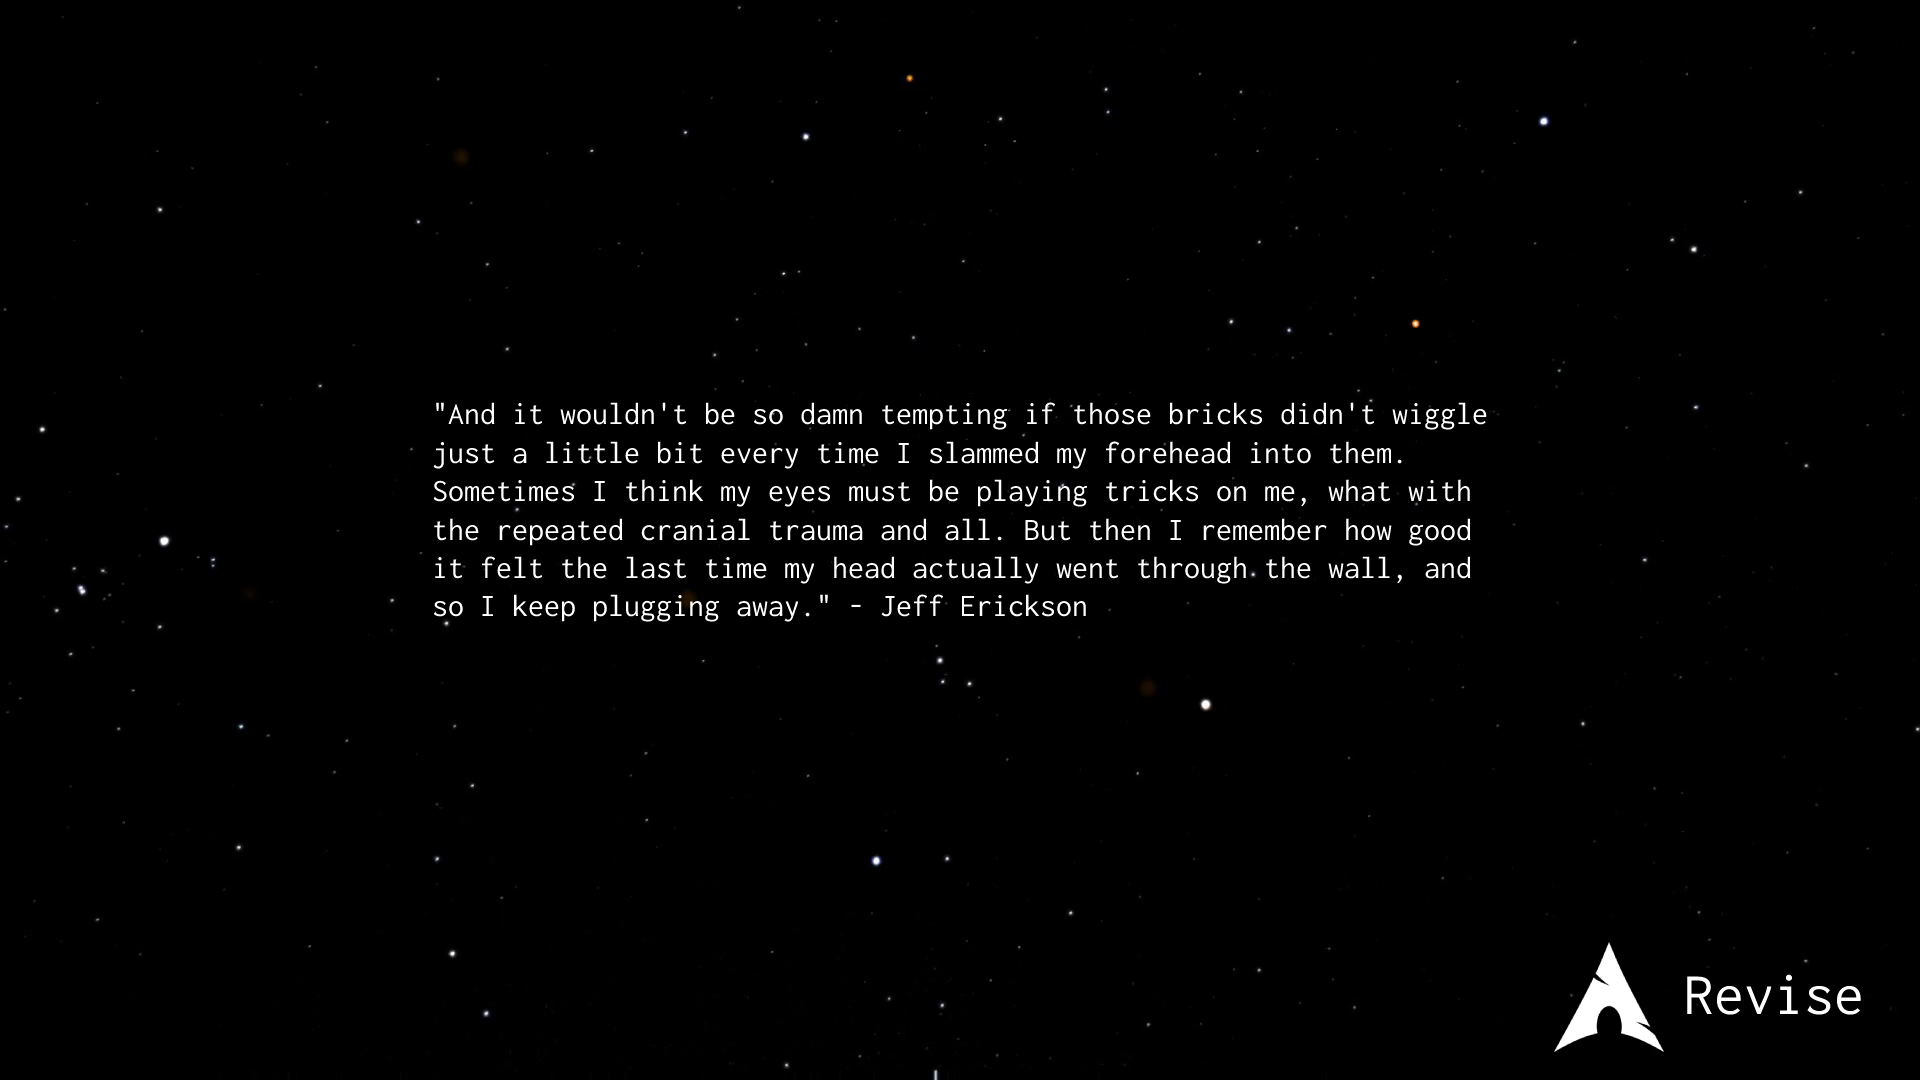 "And it wouldn't be so damn tempting if those bricks didn't wiggle
just a little bit every time I slammed my forehead into them.
Sometimes I think my eyes must be playing tricks on me, what with
the repeated cranial trauma and all. But then I remember how good
it felt the last time my head actually went through the wall, and
so I keep plugging away." - Jeff Erickson
Revise